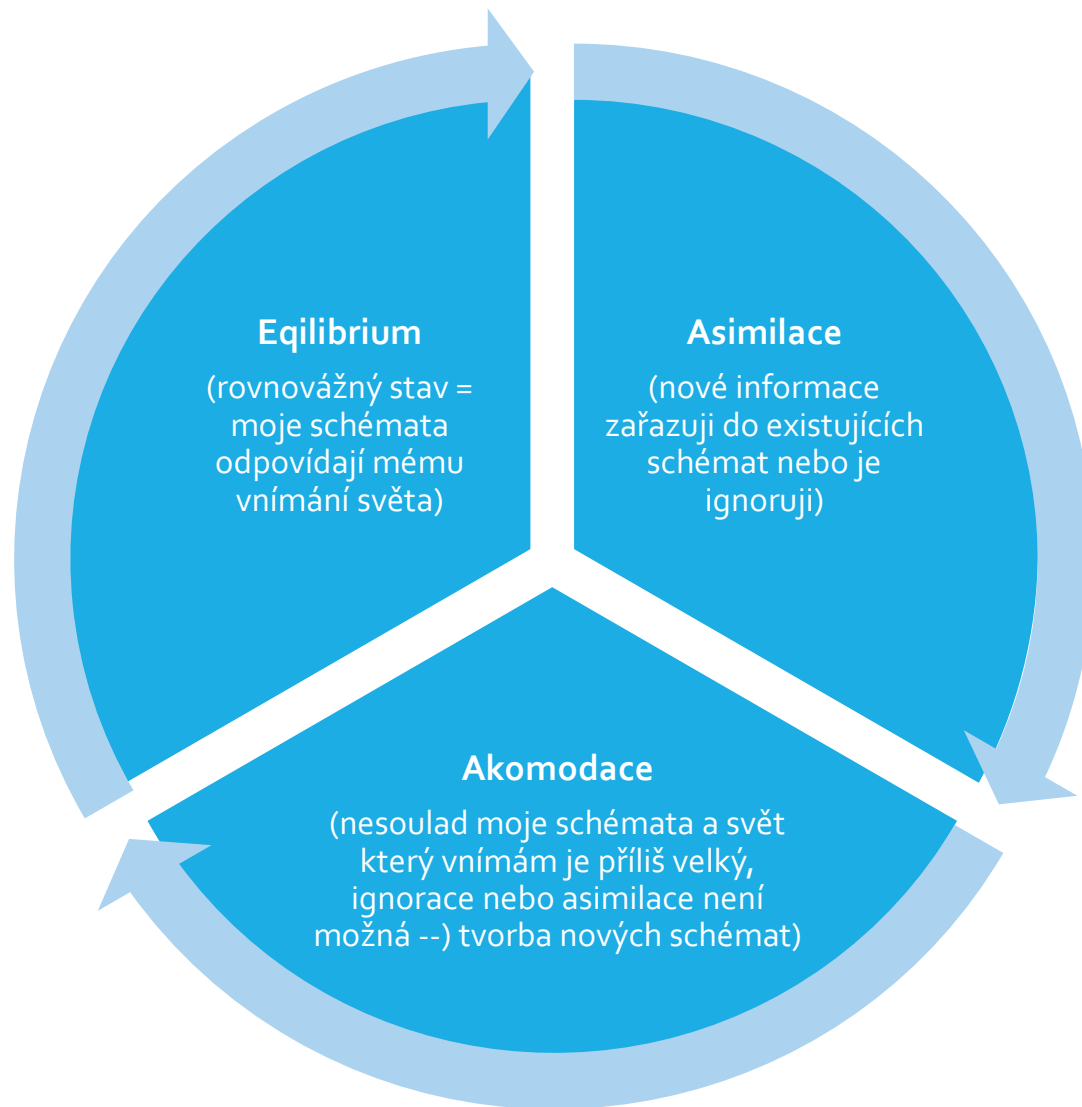 Eqilibrium
(rovnovážný stav =
moje schémata
odpovídají mému
vnímání světa)
Asimilace
(nové informace
zařazuji do existujících
schémat nebo je
ignoruji)
Akomodace
(nesoulad moje schémata a svět
který vnímám je příliš velký,
ignorace nebo asimilace není
možná --) tvorba nových schémat)